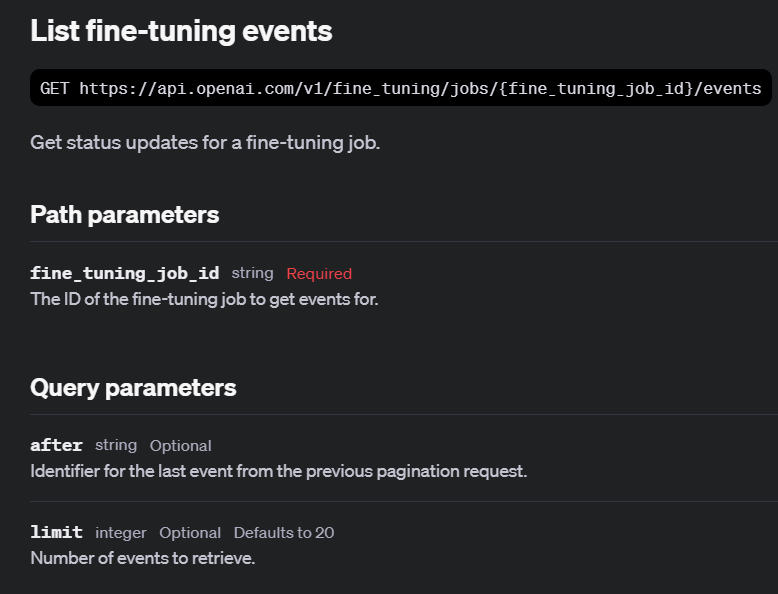 List fine-tuning events
GET https://api.openai.com/v1/fine_tuning/jobs/{fine_tuning_job_id}/events
Get status updates for a fine-tuning job.
Path parameters
fine_tuning_job_id string Required
The ID of the fine-tuning job to get events for.
Query parameters
after string Optional
Identifier for the last event from the previous pagination request.
limit integer Optional Defaults to 20
Number of events to retrieve.